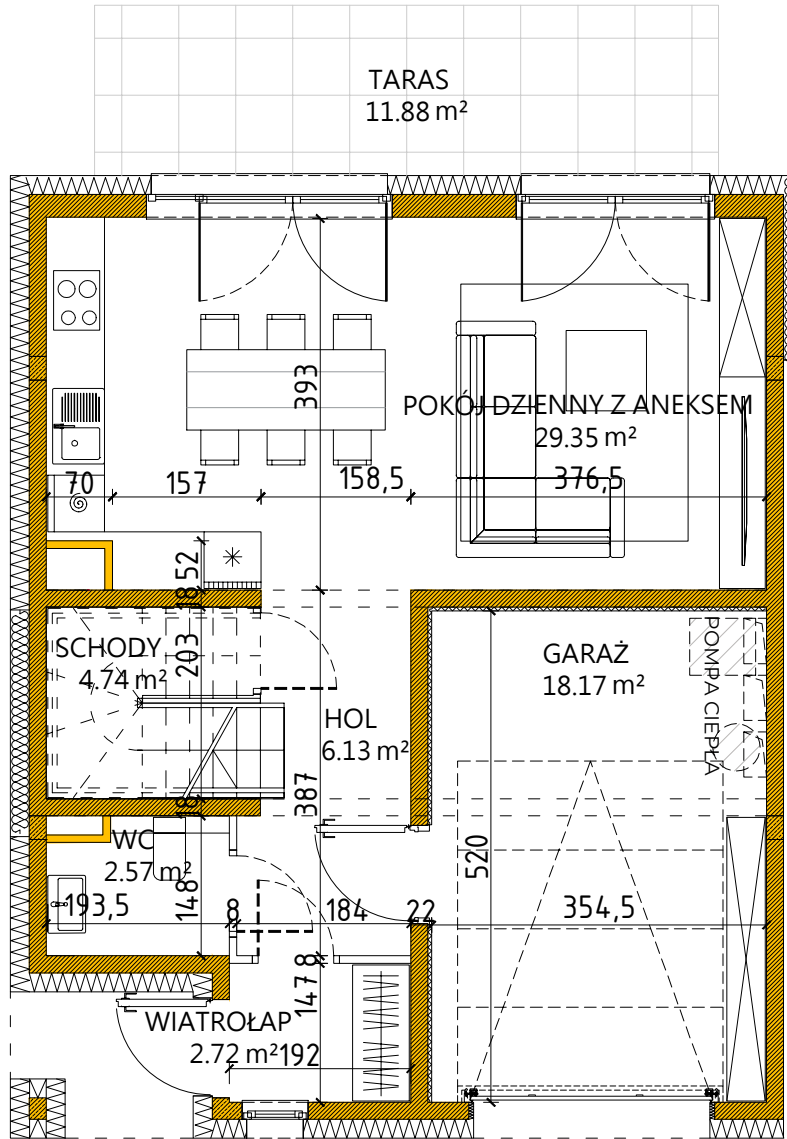 TARAS
11.88 m²
393
POKÓJ DZIENNY Z ANEKSEM
29.35 m²
70
157
158,5
376,5
52
18
203
SCHODY
4.74 m²
GARAŻ
18.17 m²
POMPA CIEPŁA
HOL
6.13 m²
387
18
WC
2.57 m²
148
520
193,5
8
184
22
354,5
8
147
WIATROŁAP
2.72 m²
192